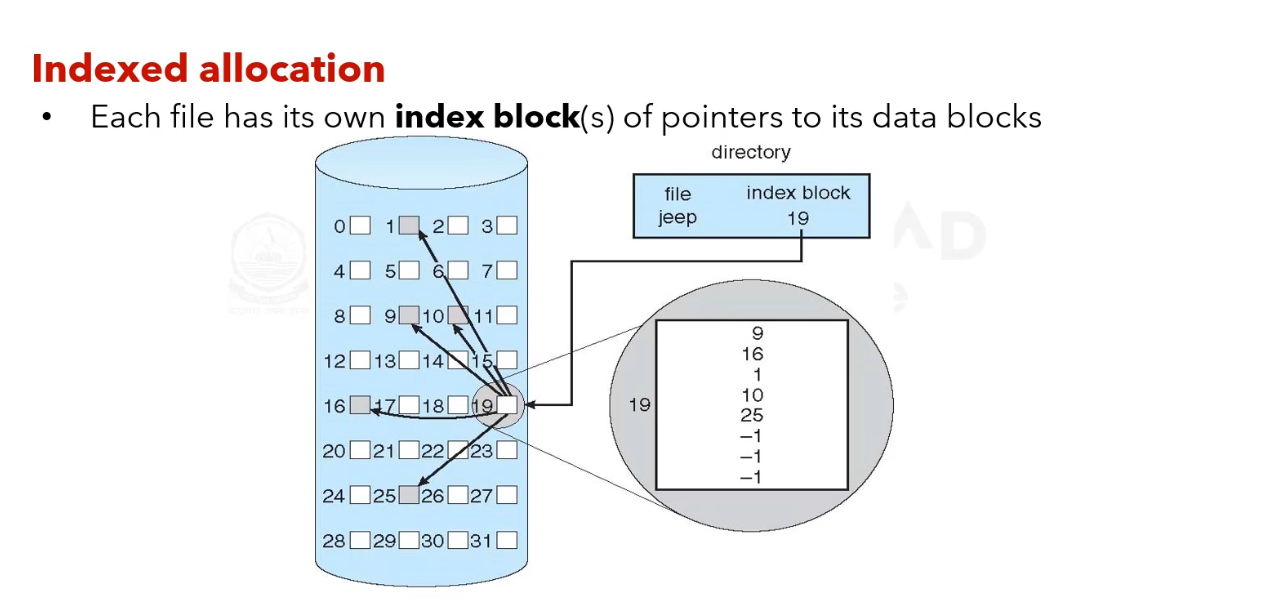 Indexed allocation
• Each file has its own index block(s) of pointers to its data blocks
directory
file index block
jeep 19
0 1 2 3
4 5 6 7
8 9 10 11
12 13 14 15
16 17 18 19
20 21 22 23
24 25 26 27
28 29 30 31
19
9
16
1
10
25
–1
–1
–1